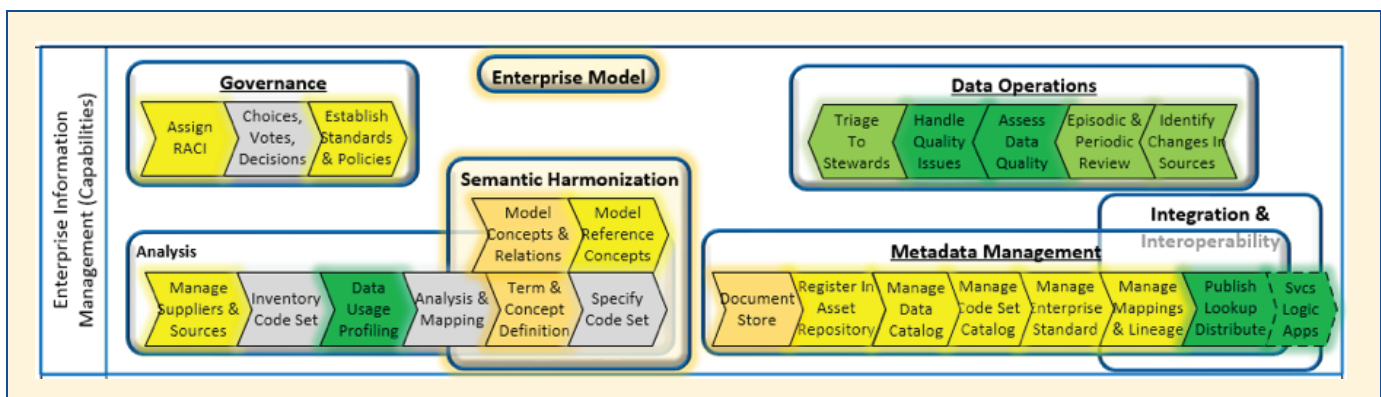 Enterprise Information
Management (Capabilities)
Governance
Assign
RACI
Choices,
Votes,
Decisions
Establish
Standards
& Policies
Enterprise Model
Data Operations
Triage
To
Stewards
Handle
Quality
Issues
Assess
Data
Quality
Episodic &
Periodic
Review
Identify
Changes In
Sources
Semantic Harmonization
Model
Concepts &
Relations
Model
Reference
Concepts
Analysis
Manage
Suppliers &
Sources
Inventory
Code Set
Data
Usage
Profiling
Analysis &
Mapping
Term &
Concept
Definition
Specify
Code Set
Integration &
Interoperability
Metadata Management
Document
Store
Register In
Asset
Repository
Manage
Data
Catalog
Manage
Code Set
Catalog
Manage
Enterprise
Standard
Manage
Mappings
& Lineage
Publish
Lookup
Distribute
Svcs
Logic
Apps